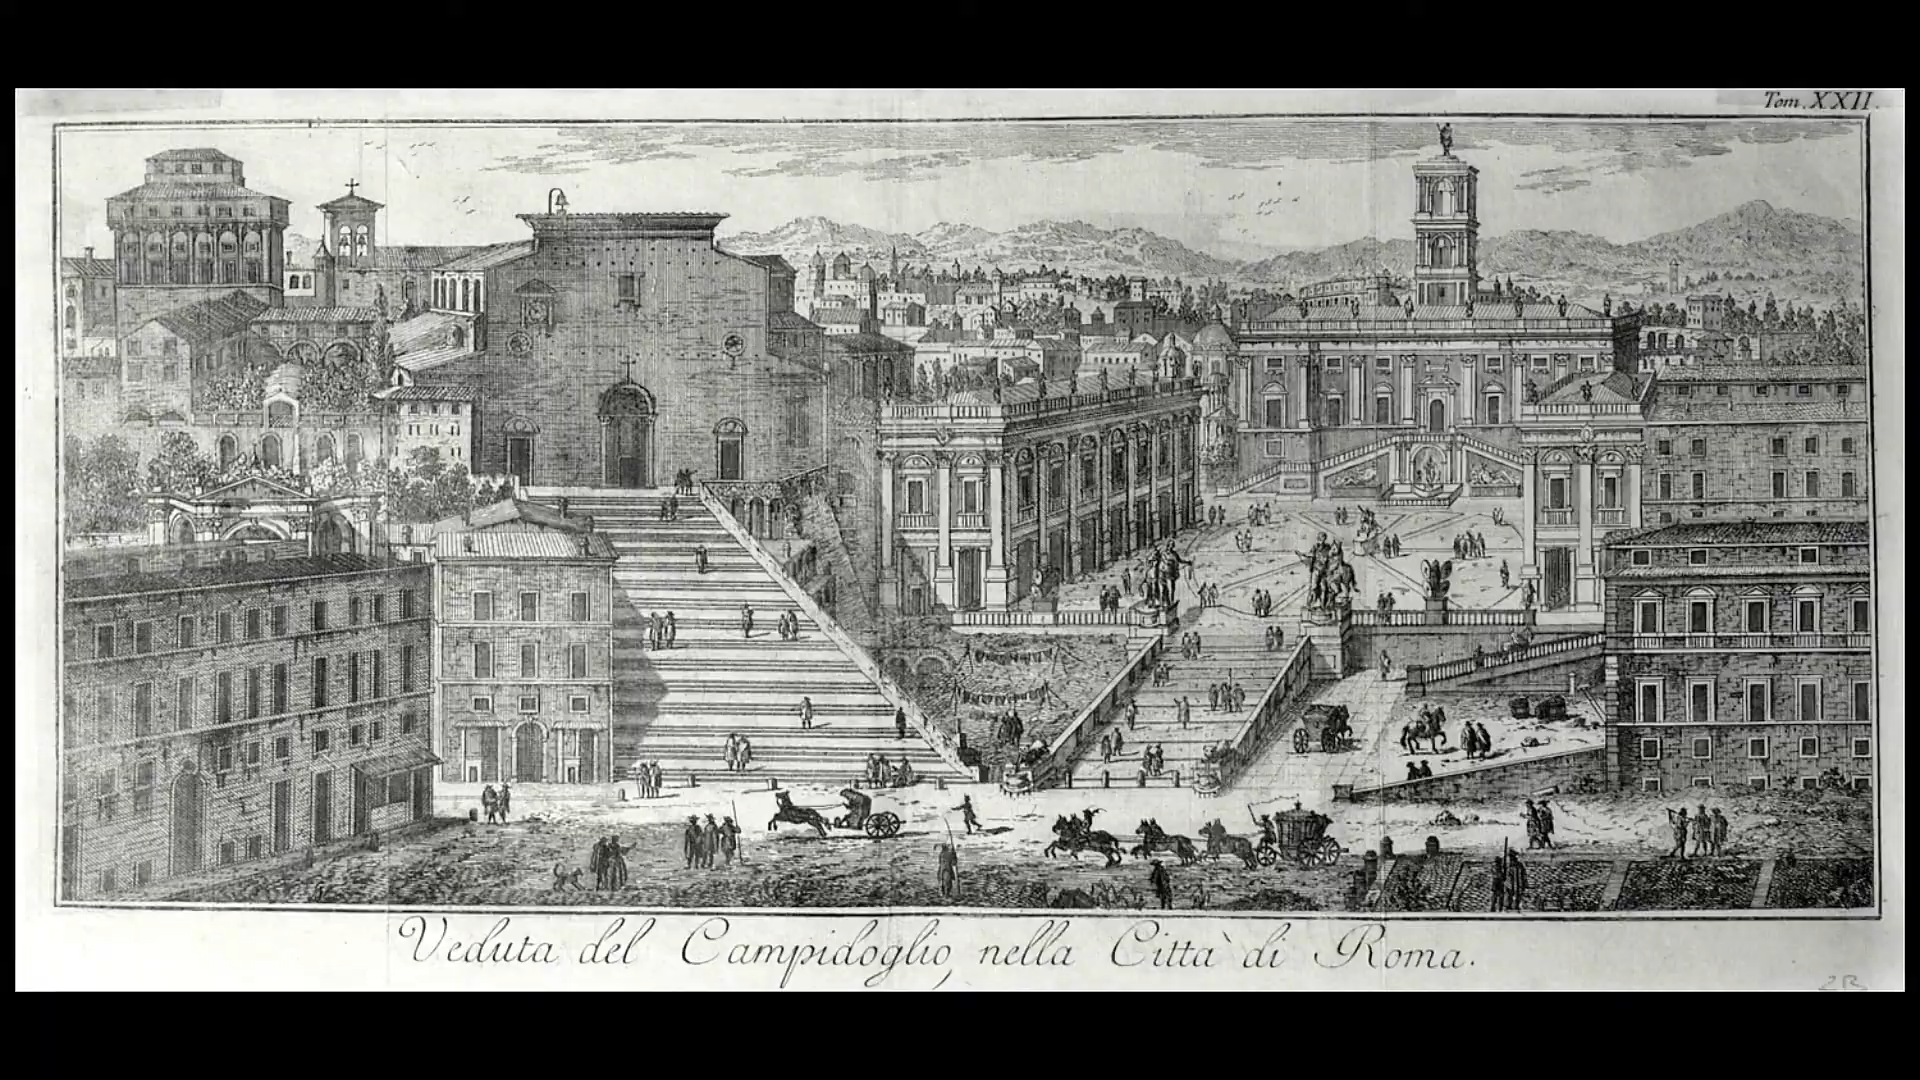 Tom. XXII.
Veduta del Campidoglio, nella Città di Roma.